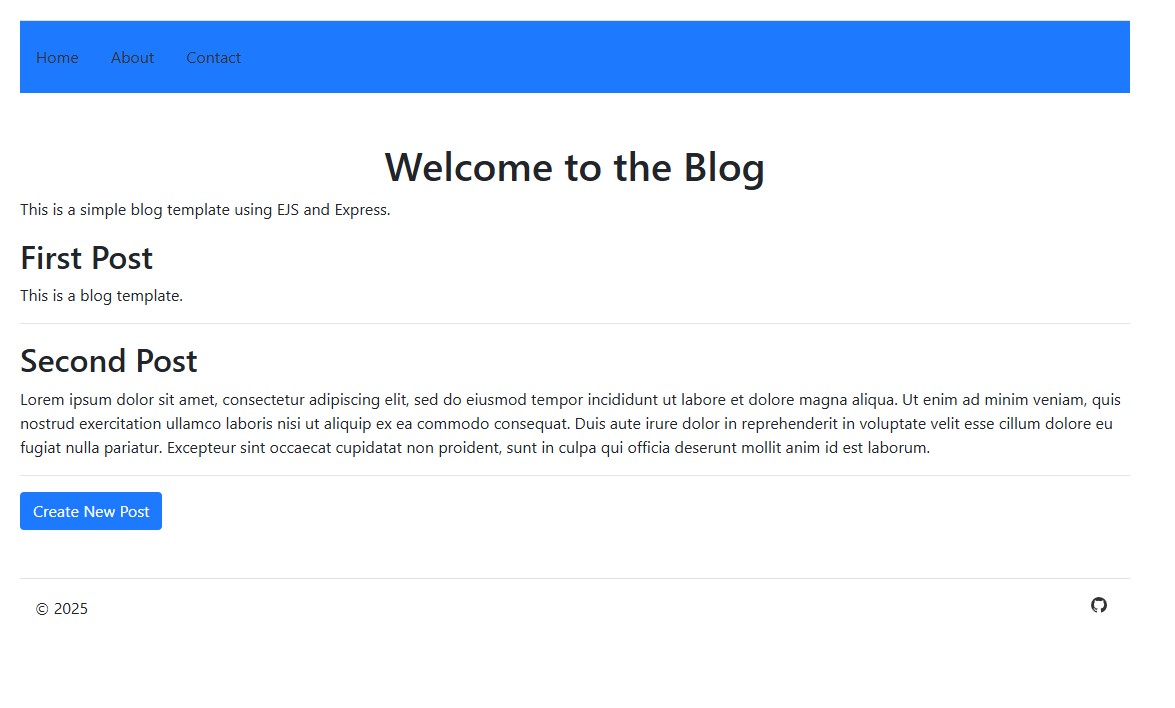 Home About Contact
Welcome to the Blog
This is a simple blog template using EJS and Express.
First Post
This is a blog template.
Second Post
Lorem ipsum dolor sit amet, consectetur adipiscing elit, sed do eiusmod tempor incididunt ut labore et dolore magna aliqua. Ut enim ad minim veniam, quis
nostrud exercitation ullamco laboris nisi ut aliquip ex ea commodo consequat. Duis aute irure dolor in reprehenderit in voluptate velit esse cillum dolore eu
fugiat nulla pariatur. Excepteur sint occaecat cupidatat non proident, sunt in culpa qui officia deserunt mollit anim id est laborum.
Create New Post
© 2025